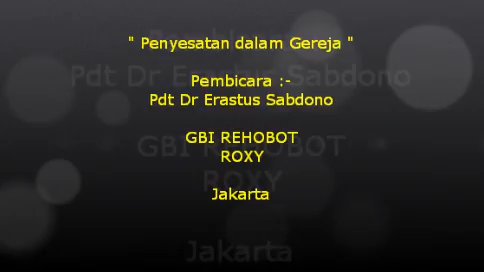 " Penyesatan dalam Gereja "
Pembicara :-
Pdt Dr Erastus Sabdono
GBI REHOBOT
ROXY
Jakarta